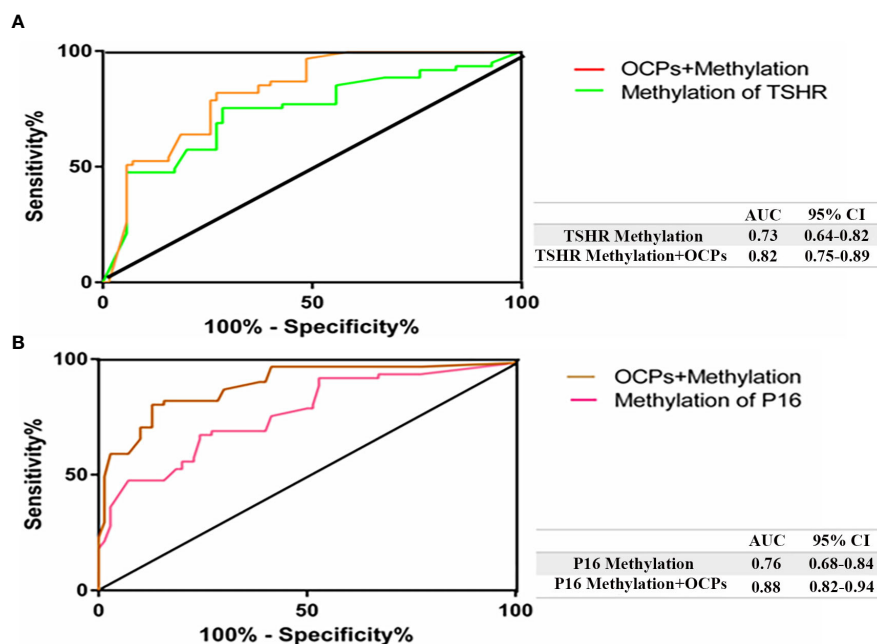 A
100
50
0
Sensitivity%
0
50
100
100% - Specificity%
OCPs+Methylation
Methylation of TSHR
AUC 95% CI
TSHR Methylation 0.73 0.64-0.82
TSHR Methylation+OCPs 0.82 0.75-0.89
B
100
50
0
Sensitivity%
0
50
100
100% - Specificity%
OCPs+Methylation
Methylation of P16
AUC 95% CI
P16 Methylation 0.76 0.68-0.84
P16 Methylation+OCPs 0.88 0.82-0.94